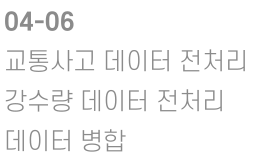 04-06
교통사고 데이터 전처리
강수량 데이터 전처리
데이터 병합